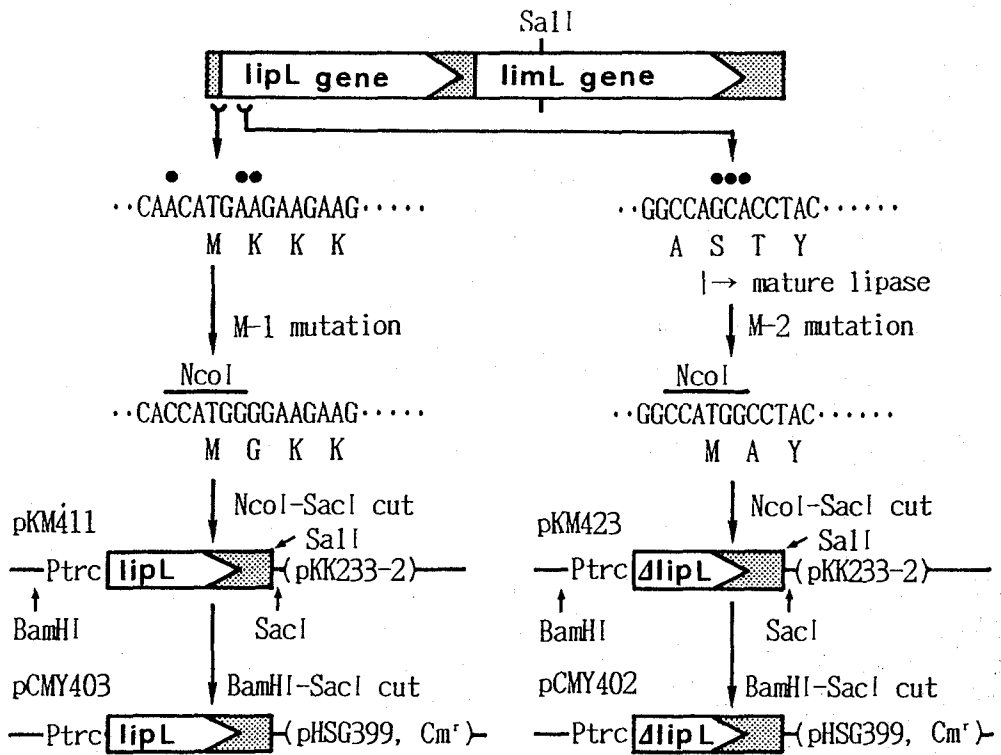 SalI
lipL gene limL gene
··CAACATGAAGAAGAAG····· ··GGCCAGCACCTAC······
M K K K A S T Y
|→ mature lipase
M-1 mutation M-2 mutation
NcoI NcoI
··CACCATGGGGAAGAAG····· ··GGCCATGGCCTAC······
M G K K M A Y
NcoI-SacI cut NcoI-SacI cut
pKM411 pKM423
SalI SalI
Ptrc lipL (pKK233-2) Ptrc ΔlipL (pKK233-2)
BamHI SacI BamHI SacI
pCMY403 BamHI-SacI cut pCMY402 BamHI-SacI cut
Ptrc lipL (pHSG399, Cmʳ) Ptrc ΔlipL (pHSG399, Cmʳ)